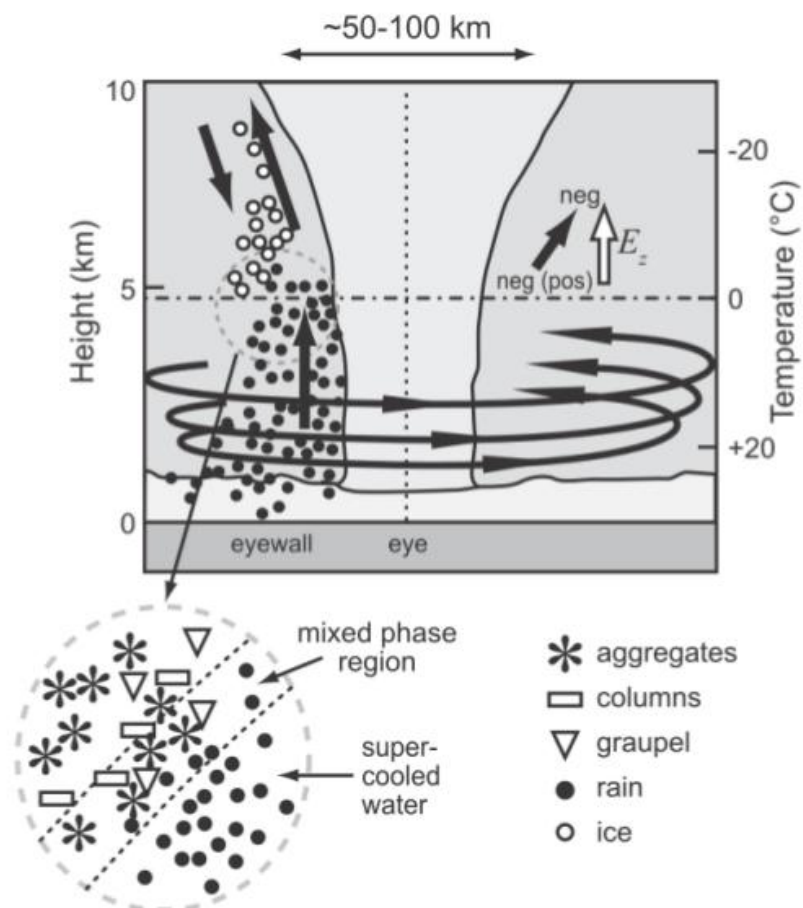 ~50-100 km
10
5
0
Height (km)
-20
0
+20
Temperature (°C)
neg
E_z
neg (pos)
eyewall
eye
mixed phase
region
super-
cooled
water
aggregates
columns
graupel
rain
ice